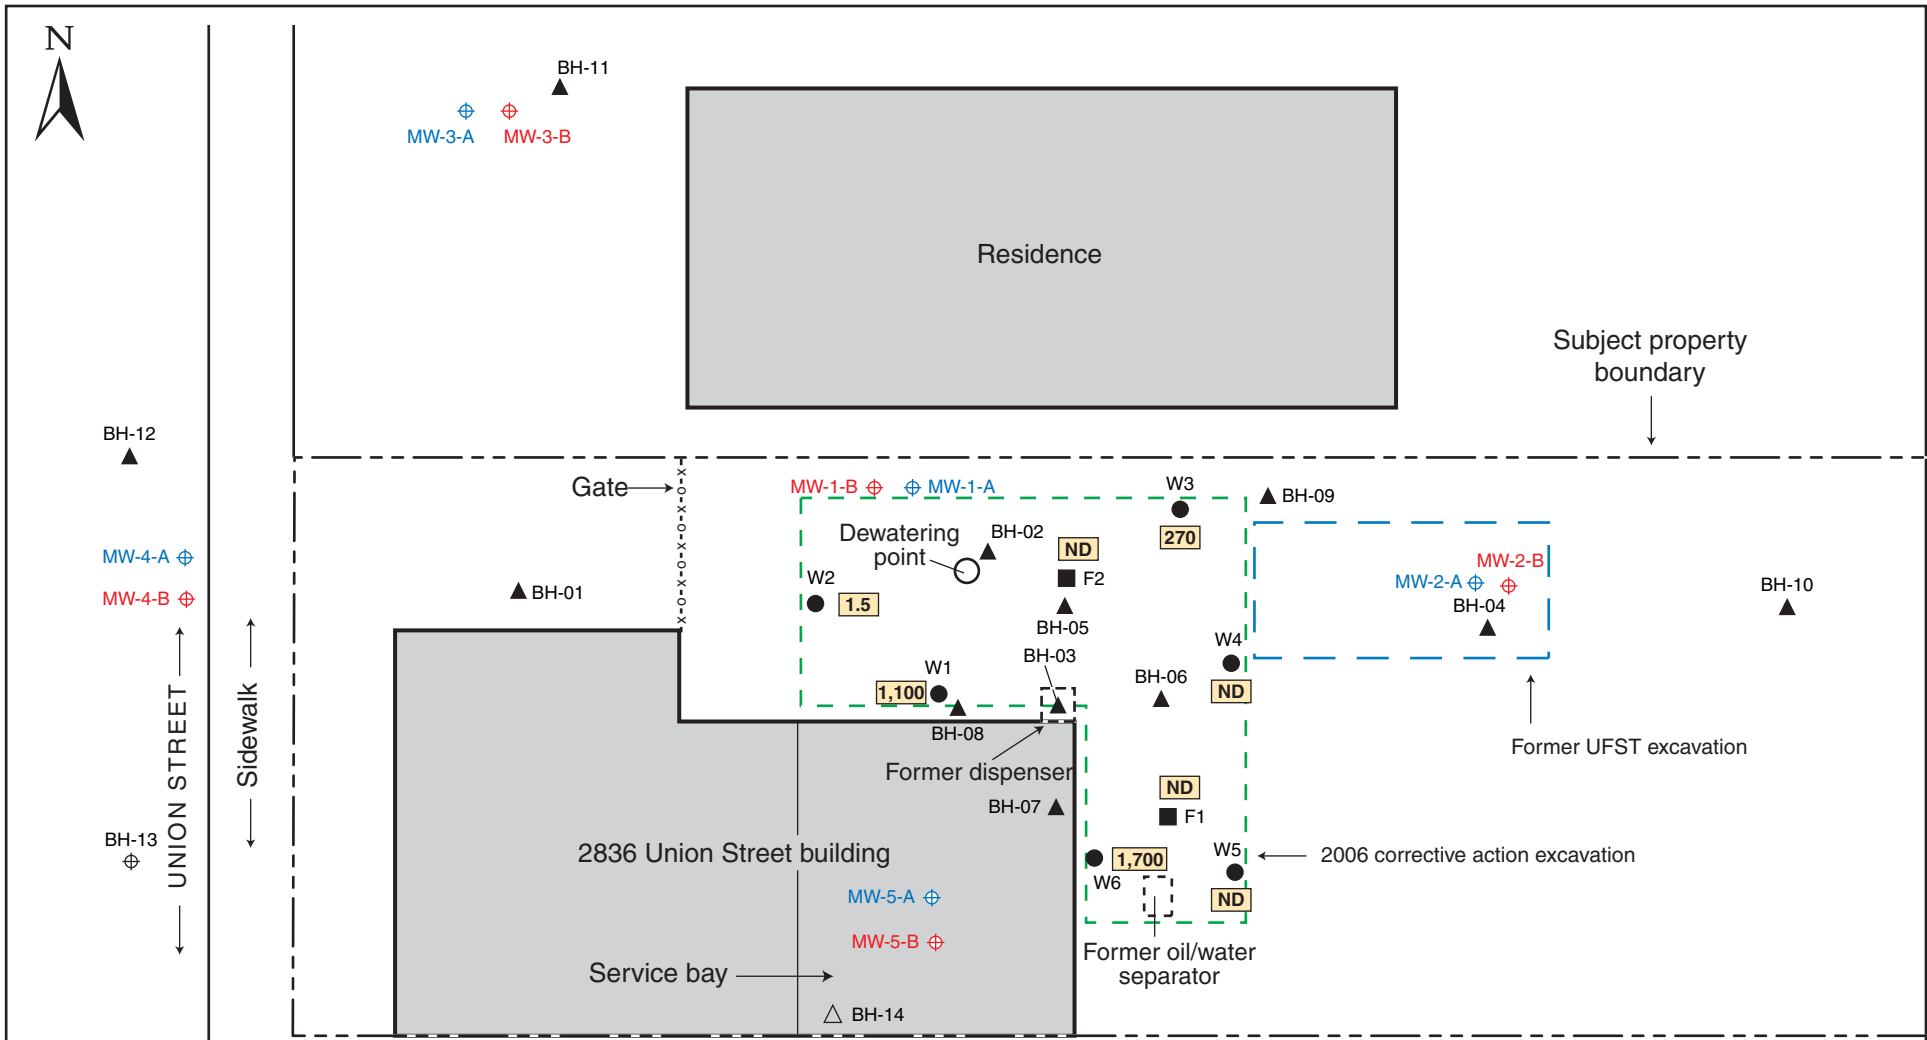 N
BH-11
MW-3-A
MW-3-B
Residence
Subject property
boundary
BH-12
Gate
MW-1-B
MW-1-A
W3
BH-09
270
Dewatering
point
BH-02
ND
F2
MW-4-A
MW-4-B
BH-01
W2
1.5
BH-05
MW-2-B
MW-2-A
BH-04
BH-10
W4
ND
BH-03
BH-06
W1
1,100
BH-08
Former dispenser
Former UFST excavation
UNION STREET
Sidewalk
BH-07
ND
F1
BH-13
2836 Union Street building
1,700
W6
W5
ND
2006 corrective action excavation
MW-5-A
MW-5-B
Former oil/water
separator
Service bay
BH-14